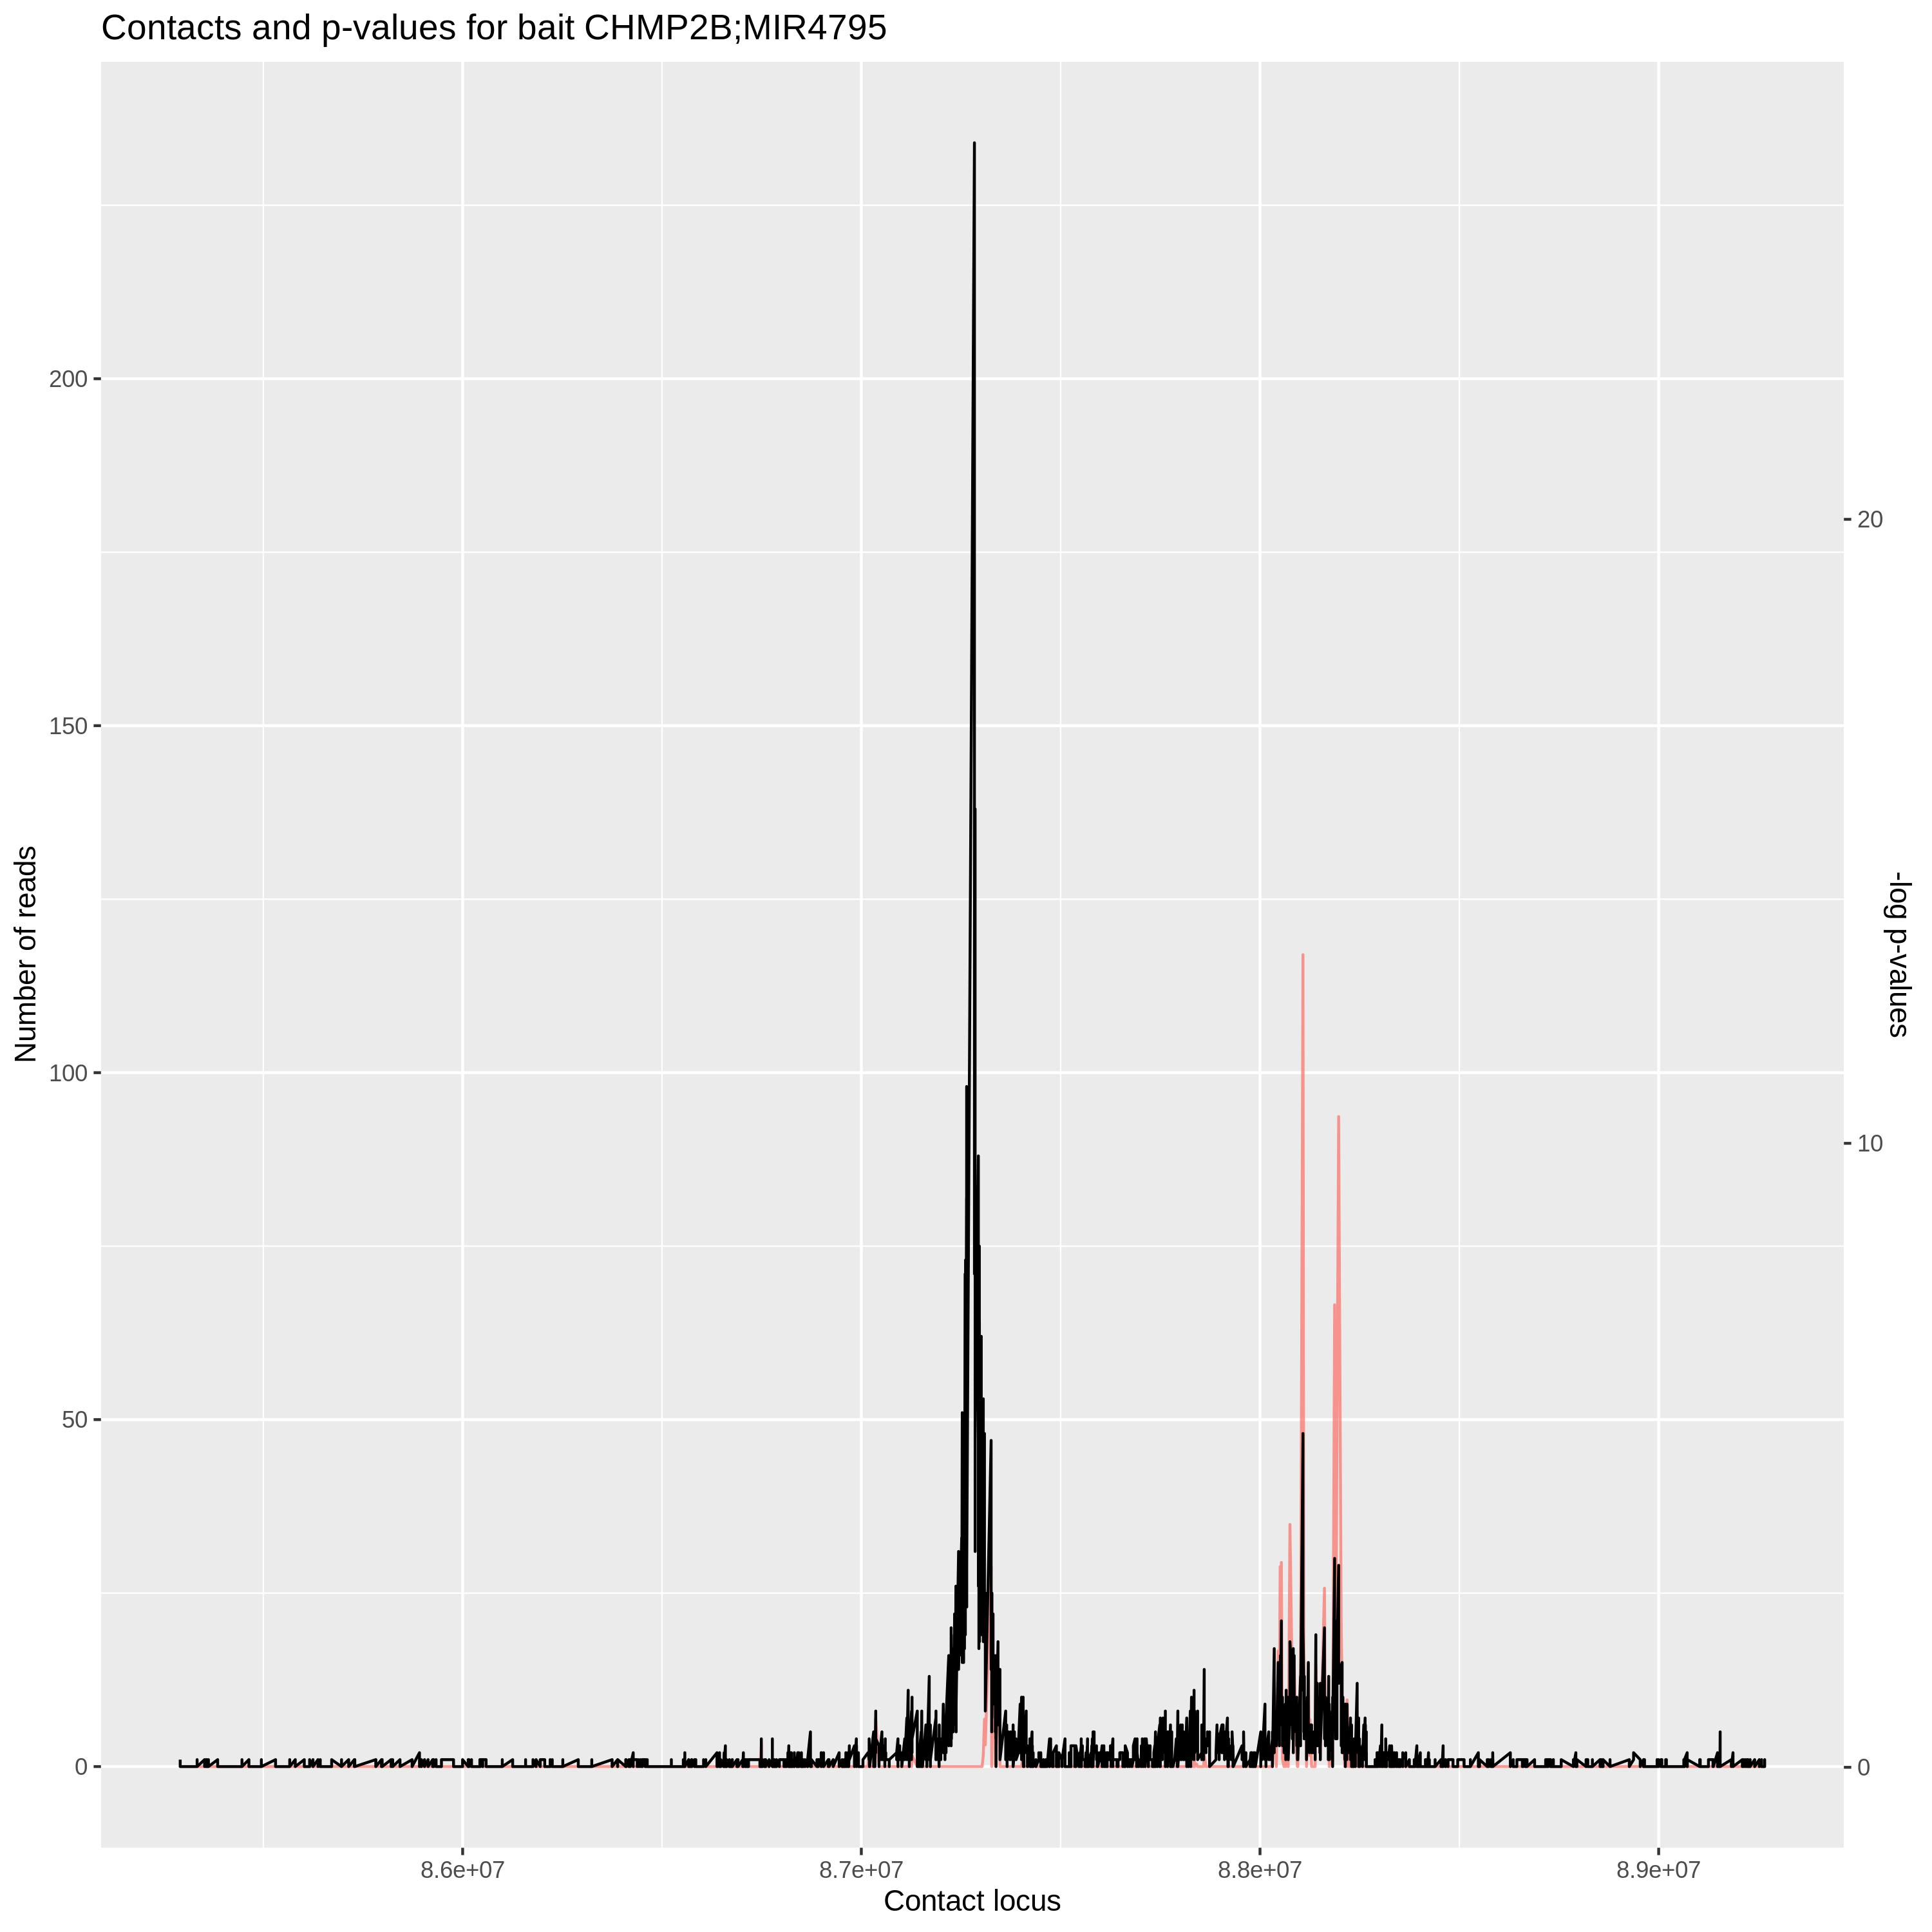 Contacts and p-values for bait CHMP2B;MIR4795
Number of reads
200
150
100
50
0
20
10
0
-log p-values
8.6e+07
8.7e+07
8.8e+07
8.9e+07
Contact locus